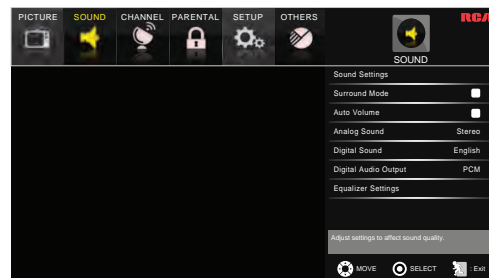 PICTURE SOUND CHANNEL PARENTAL SETUP OTHERS
RCA
SOUND
Sound Settings
Surround Mode
Auto Volume
Analog Sound Stereo
Digital Sound English
Digital Audio Output PCM
Equalizer Settings
Adjust settings to affect sound quality.
MOVE SELECT : Exit